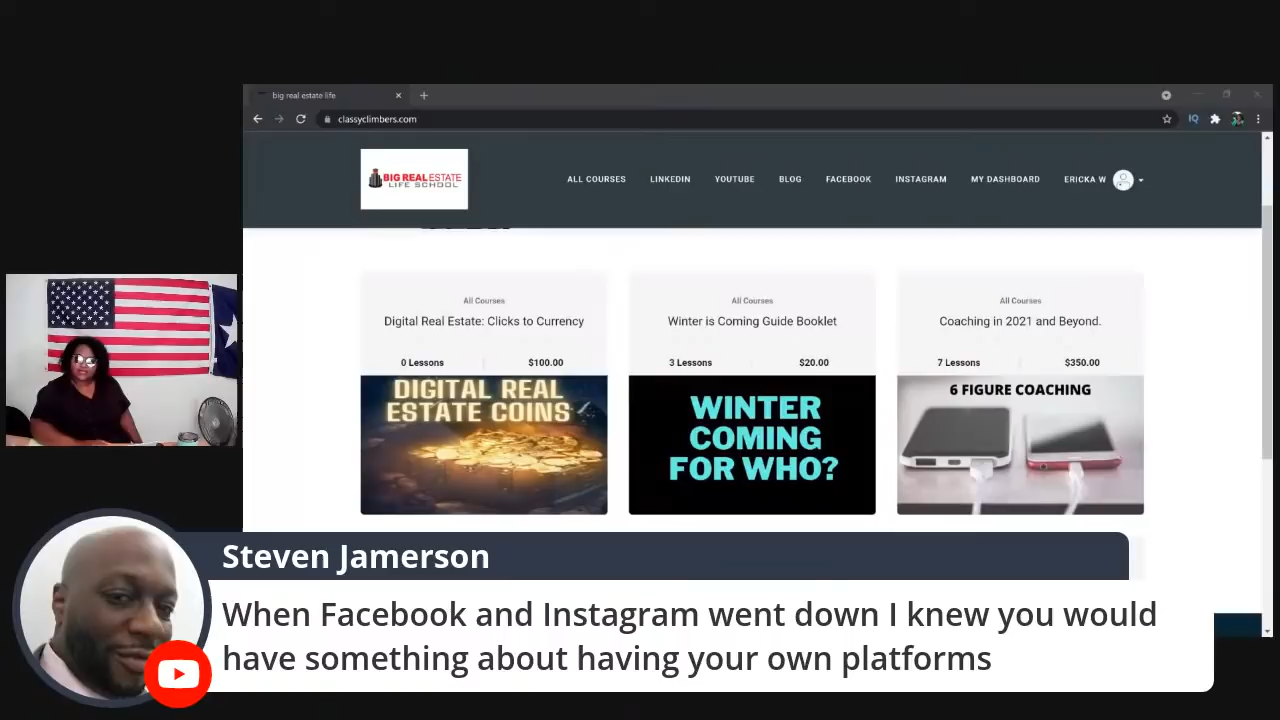 big real estate life
classyclimbers.com
IQ
BIG REAL ESTATE
LIFE SCHOOL
ALL COURSES
LINKEDIN
YOUTUBE
BLOG
FACEBOOK
INSTAGRAM
MY DASHBOARD
ERICKA W
All Courses
Digital Real Estate: Clicks to Currency
0 Lessons
$100.00
DIGITAL REAL
ESTATE COINS
All Courses
Winter is Coming Guide Booklet
3 Lessons
$20.00
WINTER
COMING
FOR WHO?
All Courses
Coaching in 2021 and Beyond.
7 Lessons
$350.00
6 FIGURE COACHING
Steven Jamerson
When Facebook and Instagram went down I knew you would
have something about having your own platforms